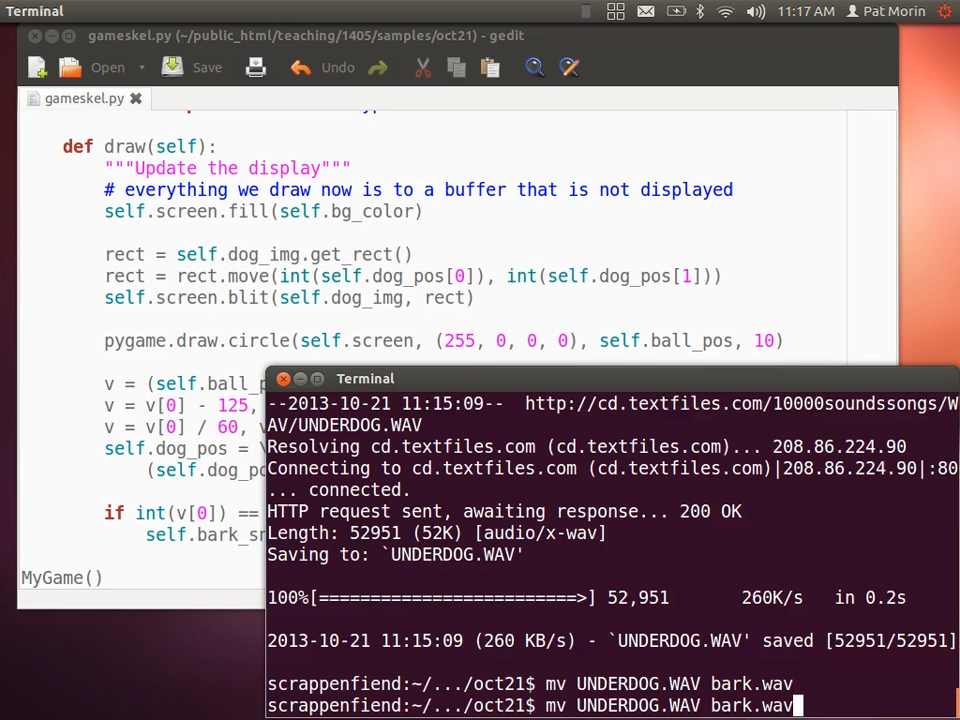 Terminal
11:17 AM Pat Morin
gameskel.py (~/public_html/teaching/1405/samples/oct21) - gedit
Open Save Undo
gameskel.py
def draw(self):
"""Update the display"""
# everything we draw now is to a buffer that is not displayed
self.screen.fill(self.bg_color)
rect = self.dog_img.get_rect()
rect = rect.move(int(self.dog_pos[0]), int(self.dog_pos[1]))
self.screen.blit(self.dog_img, rect)
pygame.draw.circle(self.screen, (255, 0, 0, 0), self.ball_pos, 10)
v = (self.ball_p
v = v[0] - 125,
v = v[0] / 60, v
self.dog_pos = \
(self.dog_po
if int(v[0]) ==
self.bark_sn
MyGame()
Terminal
--2013-10-21 11:15:09-- http://cd.textfiles.com/10000soundssongs/W
AV/UNDERDOG.WAV
Resolving cd.textfiles.com (cd.textfiles.com)... 208.86.224.90
Connecting to cd.textfiles.com (cd.textfiles.com)|208.86.224.90|:80
... connected.
HTTP request sent, awaiting response... 200 OK
Length: 52951 (52K) [audio/x-wav]
Saving to: `UNDERDOG.WAV'
100%[=========================>] 52,951 260K/s in 0.2s
2013-10-21 11:15:09 (260 KB/s) - `UNDERDOG.WAV' saved [52951/52951]
scrappenfiend:~/.../oct21$ mv UNDERDOG.WAV bark.wav
scrappenfiend:~/.../oct21$ mv UNDERDOG.WAV bark.wav